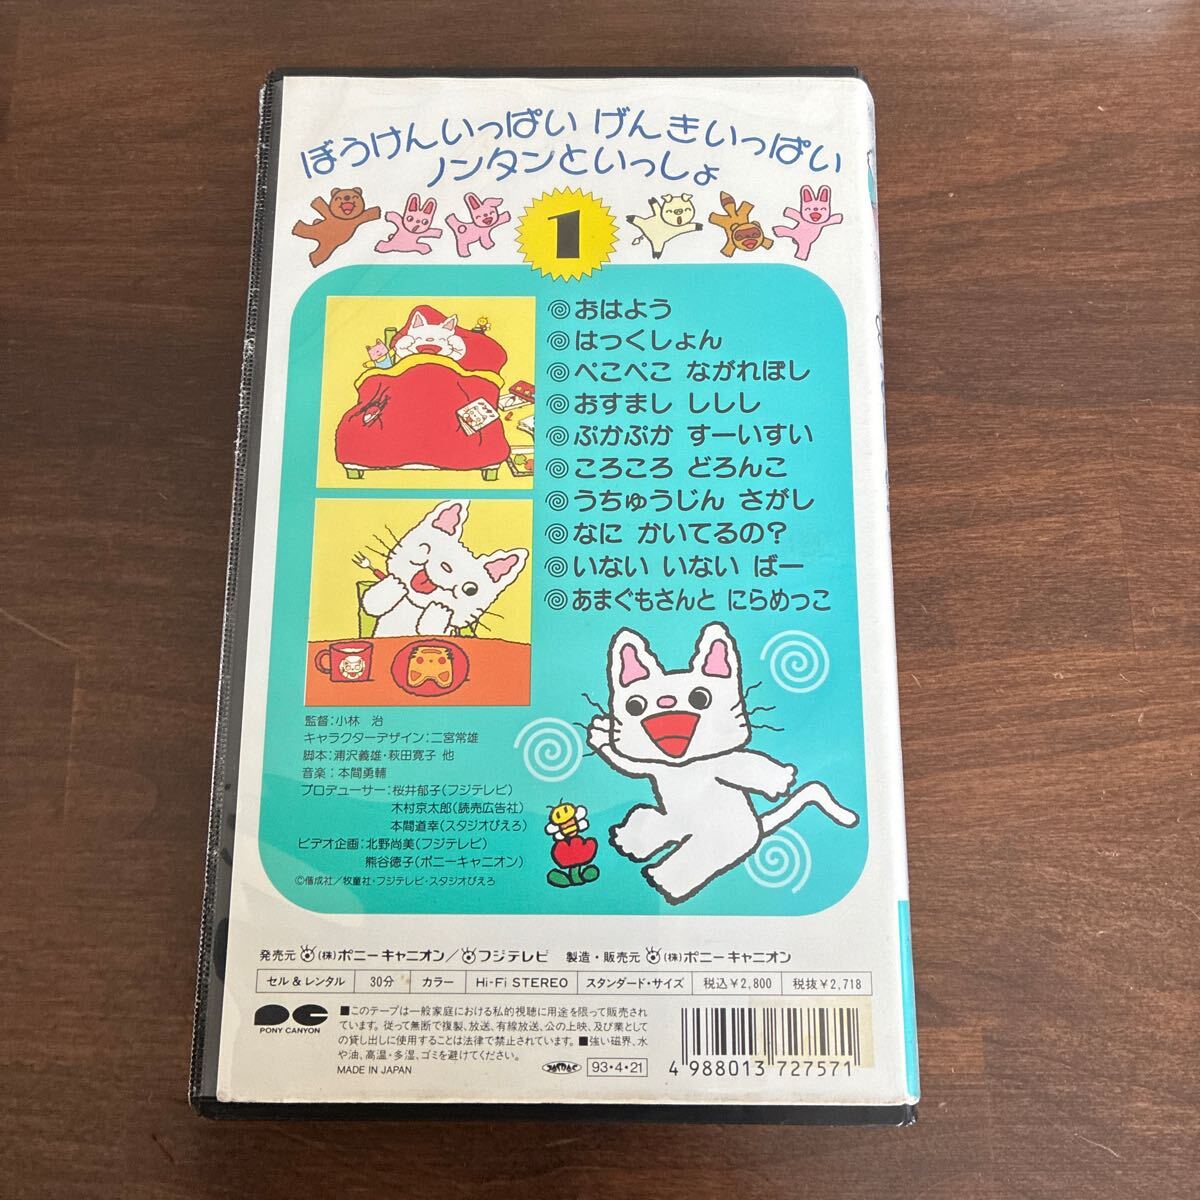 ぼうけんいっぱい げんきいっぱい
ノンタンといっしょ
1
おはよう
はっくしょん
ぺこぺこ ながれぼし
おすまし ししし
ぷかぷか すーいすい
ころころ どろんこ
うちゅうじん さがし
なに かいてるの?
いない いない ばー
あまぐもさんと にらめっこ
監督:小林 治
キャラクターデザイン:二宮常雄
脚本:浦沢義雄・萩田寛子 他
音楽:本間勇輔
プロデューサー:桜井郁子(フジテレビ)
木村京太郎(読売広告社)
本間道幸(スタジオぴえろ)
ビデオ企画:北野尚美(フジテレビ)
熊谷徳子(ポニーキャニオン)
©偕成社/牧童社・フジテレビ・スタジオぴえろ
発売元 (株)ポニーキャニオン/フジテレビ 製造・販売元 (株)ポニーキャニオン
セル&レンタル 30分 カラー Hi-Fi STEREO スタンダード・サイズ 税込¥2,800 税抜¥2,718
PONY CANYON
■このテープは一般家庭における私的視聴に用途を限って販売され
ています。従って無断で複製、放送、有線放送、公の上映、及び業として
の貸し出しに使用することは法律で禁止されています。■強い磁界、水
や油、高温・多湿、ゴミを避けてください。
MADE IN JAPAN
93・4・21
4 988013 727571